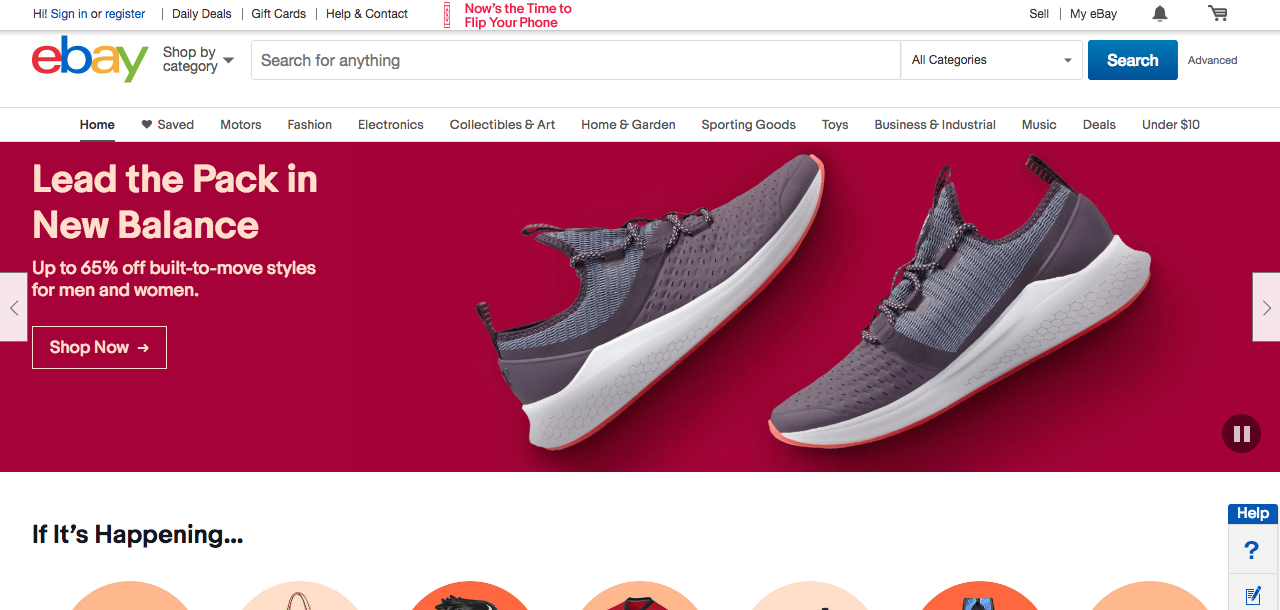 Hi! Sign in or register | Daily Deals | Gift Cards | Help & Contact
Now's the Time to
Flip Your Phone
Sell | My eBay
ebay
Shop by
category
Search for anything
All Categories
Search
Advanced
Home
Saved
Motors
Fashion
Electronics
Collectibles & Art
Home & Garden
Sporting Goods
Toys
Business & Industrial
Music
Deals
Under $10
Lead the Pack in
New Balance
Up to 65% off built-to-move styles
for men and women.
Shop Now →
If It's Happening...
Help
?